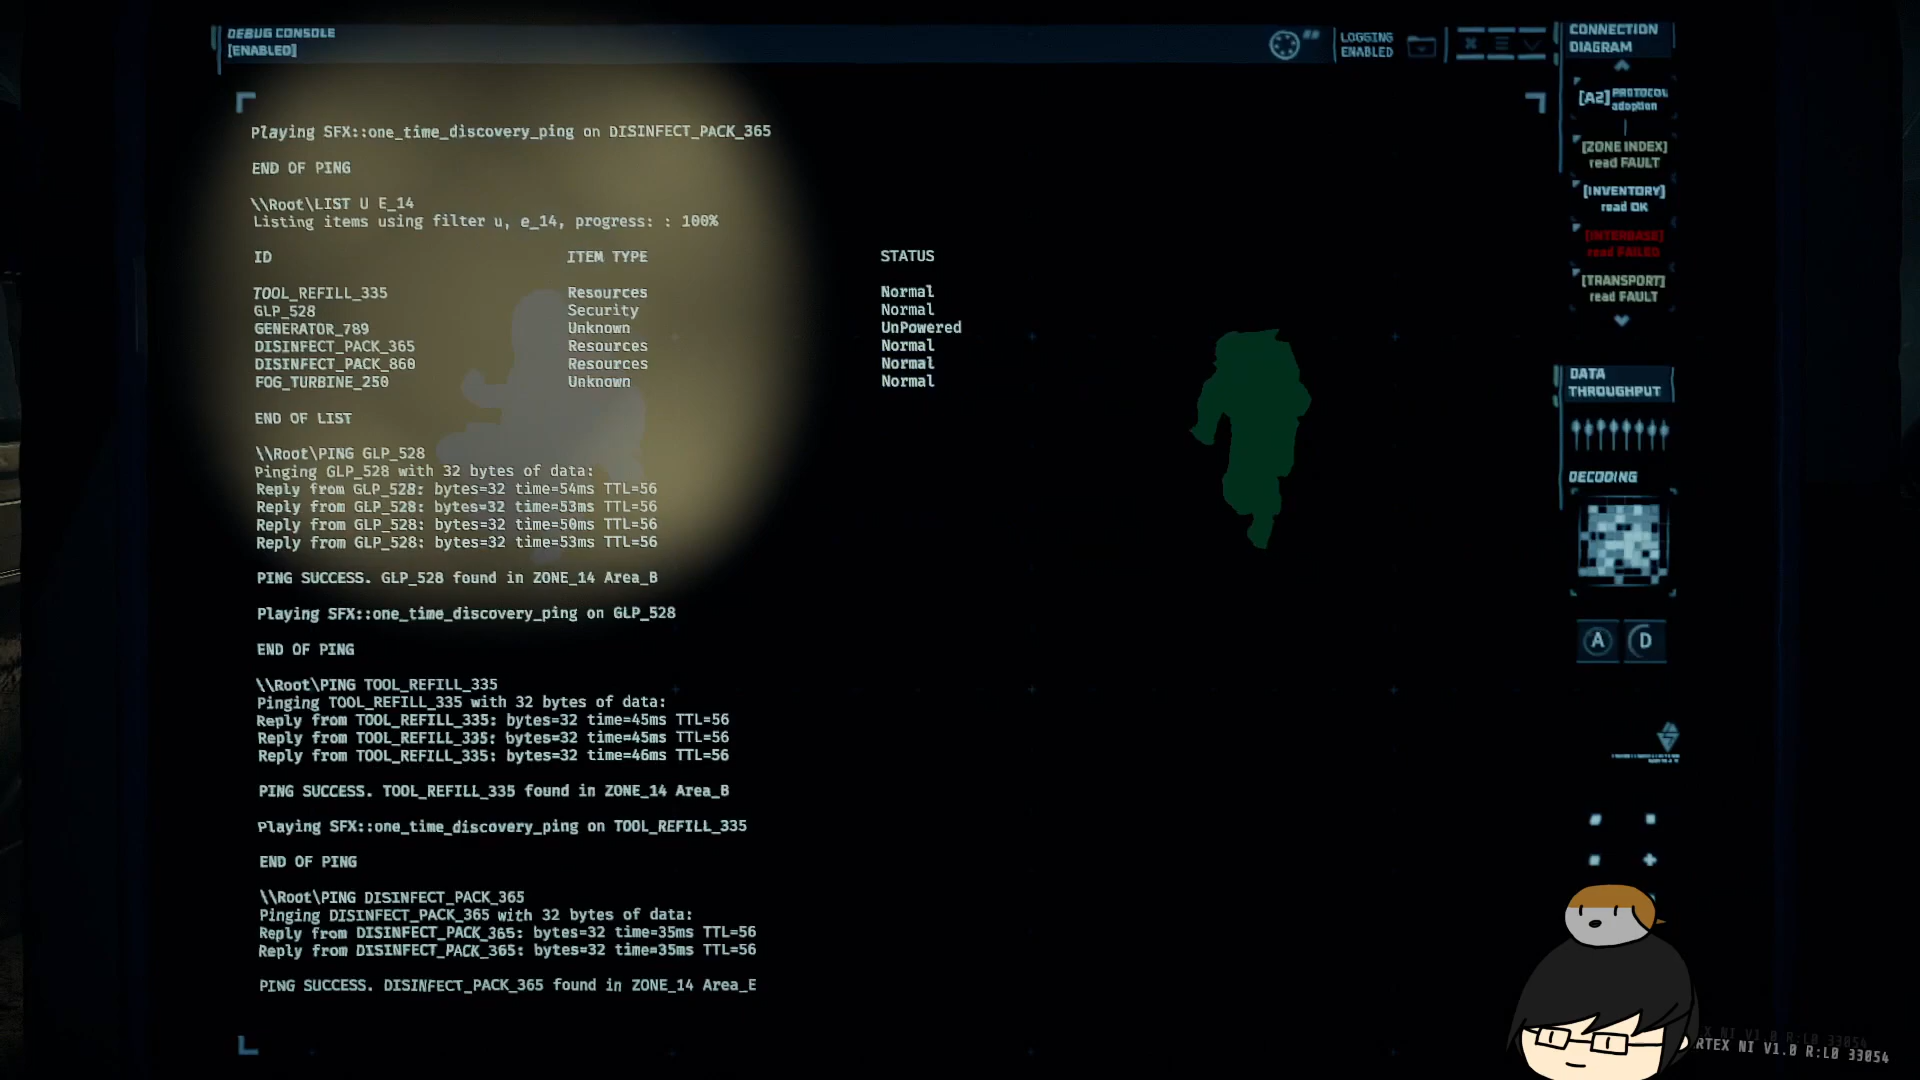 DEBUG CONSOLE
[ENABLED]
LOGGING
ENABLED
Playing SFX::one_time_discovery_ping on DISINFECT_PACK_365
END OF PING
\\Root\LIST U E_14
Listing items using filter u, e_14, progress: : 100%
ID ITEM TYPE STATUS
TOOL_REFILL_335 Resources Normal
GLP_528 Security Normal
GENERATOR_789 Unknown UnPowered
DISINFECT_PACK_365 Resources Normal
DISINFECT_PACK_860 Resources Normal
FOG_TURBINE_250 Unknown Normal
END OF LIST
\\Root\PING GLP_528
Pinging GLP_528 with 32 bytes of data:
Reply from GLP_528: bytes=32 time=54ms TTL=56
Reply from GLP_528: bytes=32 time=53ms TTL=56
Reply from GLP_528: bytes=32 time=50ms TTL=56
Reply from GLP_528: bytes=32 time=53ms TTL=56
PING SUCCESS. GLP_528 found in ZONE_14 Area_B
Playing SFX::one_time_discovery_ping on GLP_528
END OF PING
\\Root\PING TOOL_REFILL_335
Pinging TOOL_REFILL_335 with 32 bytes of data:
Reply from TOOL_REFILL_335: bytes=32 time=45ms TTL=56
Reply from TOOL_REFILL_335: bytes=32 time=45ms TTL=56
Reply from TOOL_REFILL_335: bytes=32 time=46ms TTL=56
PING SUCCESS. TOOL_REFILL_335 found in ZONE_14 Area_B
Playing SFX::one_time_discovery_ping on TOOL_REFILL_335
END OF PING
\\Root\PING DISINFECT_PACK_365
Pinging DISINFECT_PACK_365 with 32 bytes of data:
Reply from DISINFECT_PACK_365: bytes=32 time=35ms TTL=56
Reply from DISINFECT_PACK_365: bytes=32 time=35ms TTL=56
PING SUCCESS. DISINFECT_PACK_365 found in ZONE_14 Area_E
CONNECTION
DIAGRAM
[A2] PROTOCOL
adoption
[ZONE INDEX]
read FAULT
[INVENTORY]
read OK
[INTERBASE]
read FAILED
[TRANSPORT]
read FAULT
DATA
THROUGHPUT
DECODING
A D
RTEX NI V1.0 R:L0 33054